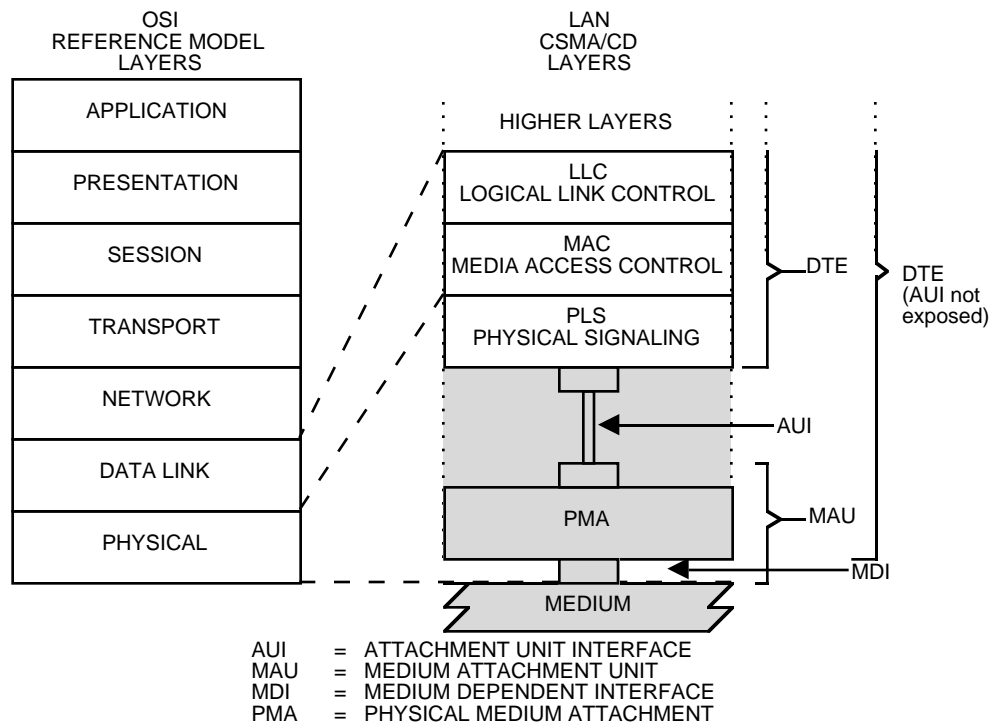 OSI
REFERENCE MODEL
LAYERS
APPLICATION
PRESENTATION
SESSION
TRANSPORT
NETWORK
DATA LINK
PHYSICAL
LAN
CSMA/CD
LAYERS
HIGHER LAYERS
LLC
LOGICAL LINK CONTROL
MAC
MEDIA ACCESS CONTROL
PLS
PHYSICAL SIGNALING
PMA
MEDIUM
DTE
AUI
MAU
MDI
DTE
(AUI not
exposed)
AUI = ATTACHMENT UNIT INTERFACE
MAU = MEDIUM ATTACHMENT UNIT
MDI = MEDIUM DEPENDENT INTERFACE
PMA = PHYSICAL MEDIUM ATTACHMENT